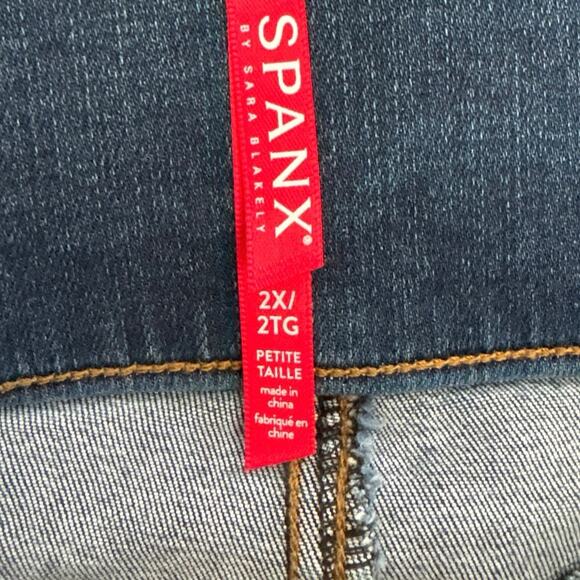 SPANX®
BY SARA BLAKELY
2X/
2TG
PETITE
TAILLE
made in
china
fabriqué en
chine